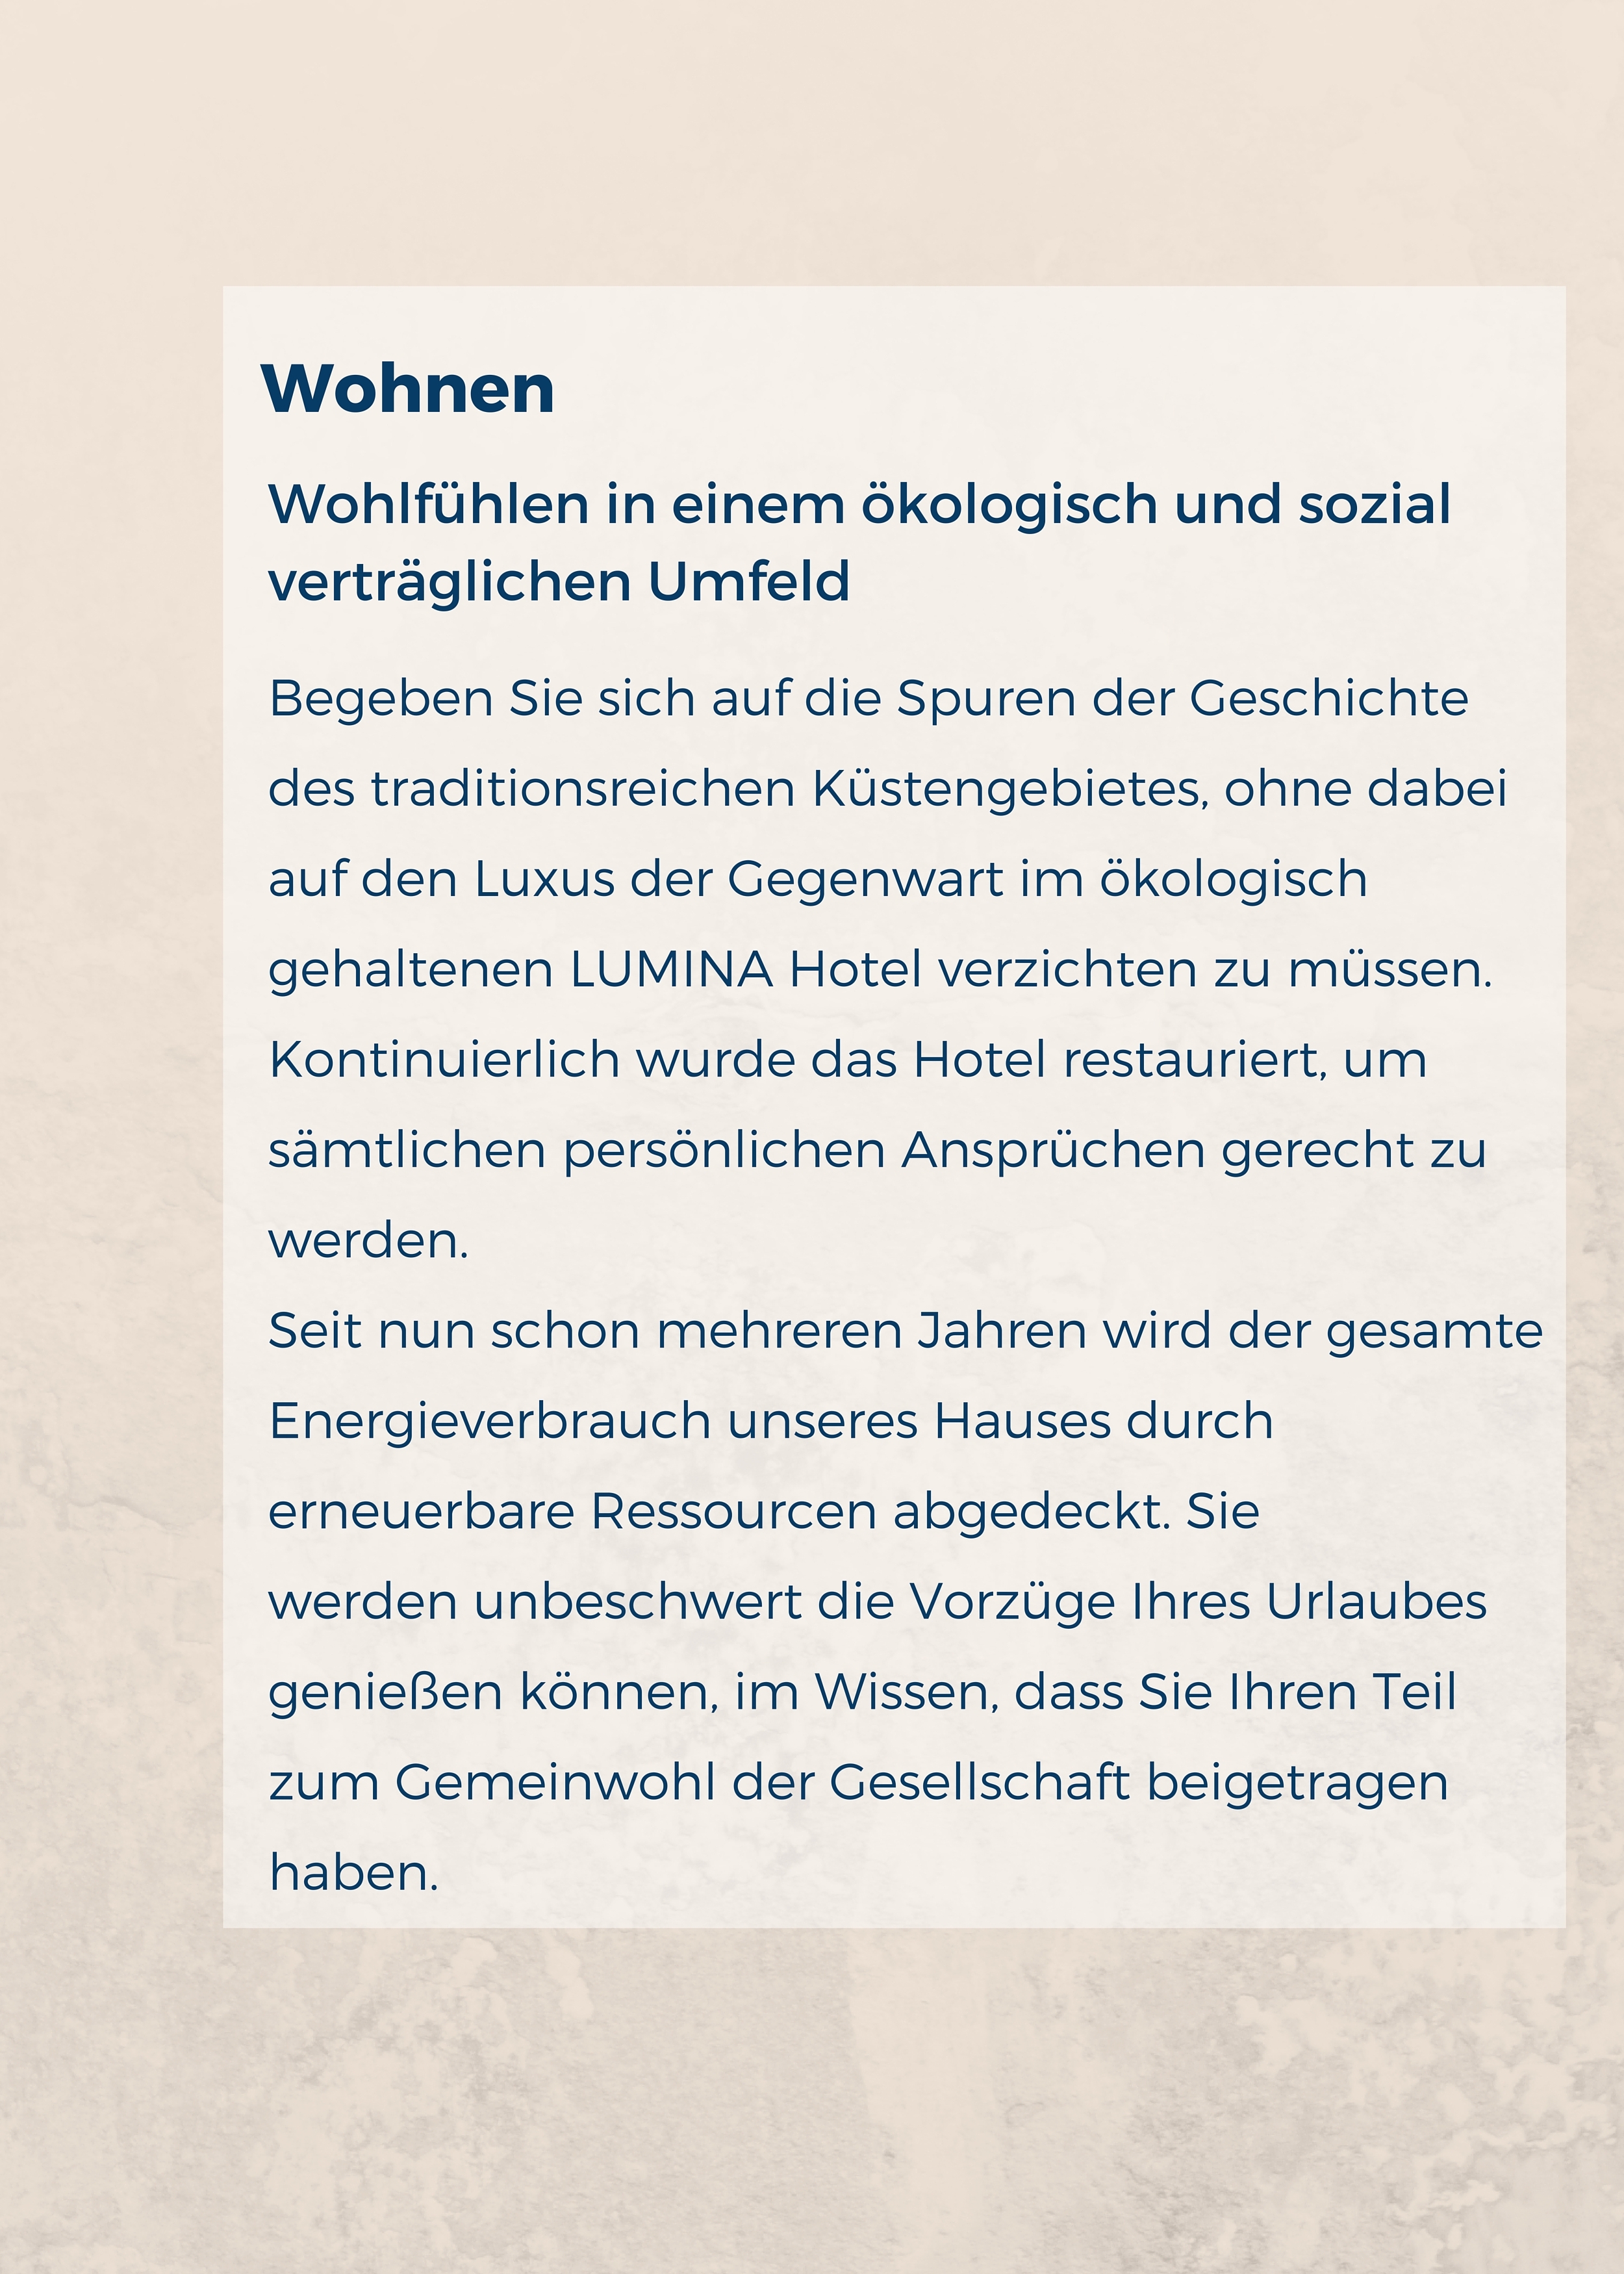 Wohnen
Wohlfühlen in einem ökologisch und sozial
verträglichen Umfeld
Begeben Sie sich auf die Spuren der Geschichte
des traditionsreichen Küstengebietes, ohne dabei
auf den Luxus der Gegenwart im ökologisch
gehaltenen LUMINA Hotel verzichten zu müssen.
Kontinuierlich wurde das Hotel restauriert, um
sämtlichen persönlichen Ansprüchen gerecht zu
werden.
Seit nun schon mehreren Jahren wird der gesamte
Energieverbrauch unseres Hauses durch
erneuerbare Ressourcen abgedeckt. Sie
werden unbeschwert die Vorzüge Ihres Urlaubes
genießen können, im Wissen, dass Sie Ihren Teil
zum Gemeinwohl der Gesellschaft beigetragen
haben.